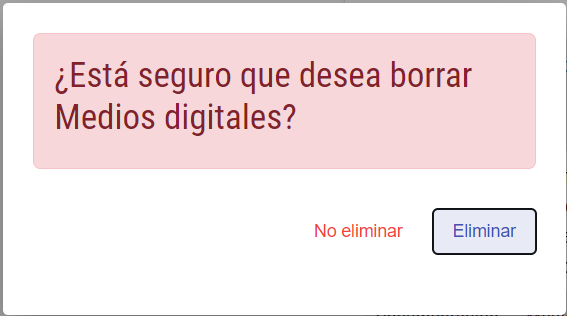 ¿Está seguro que desea borrar
Medios digitales?
No eliminar
Eliminar